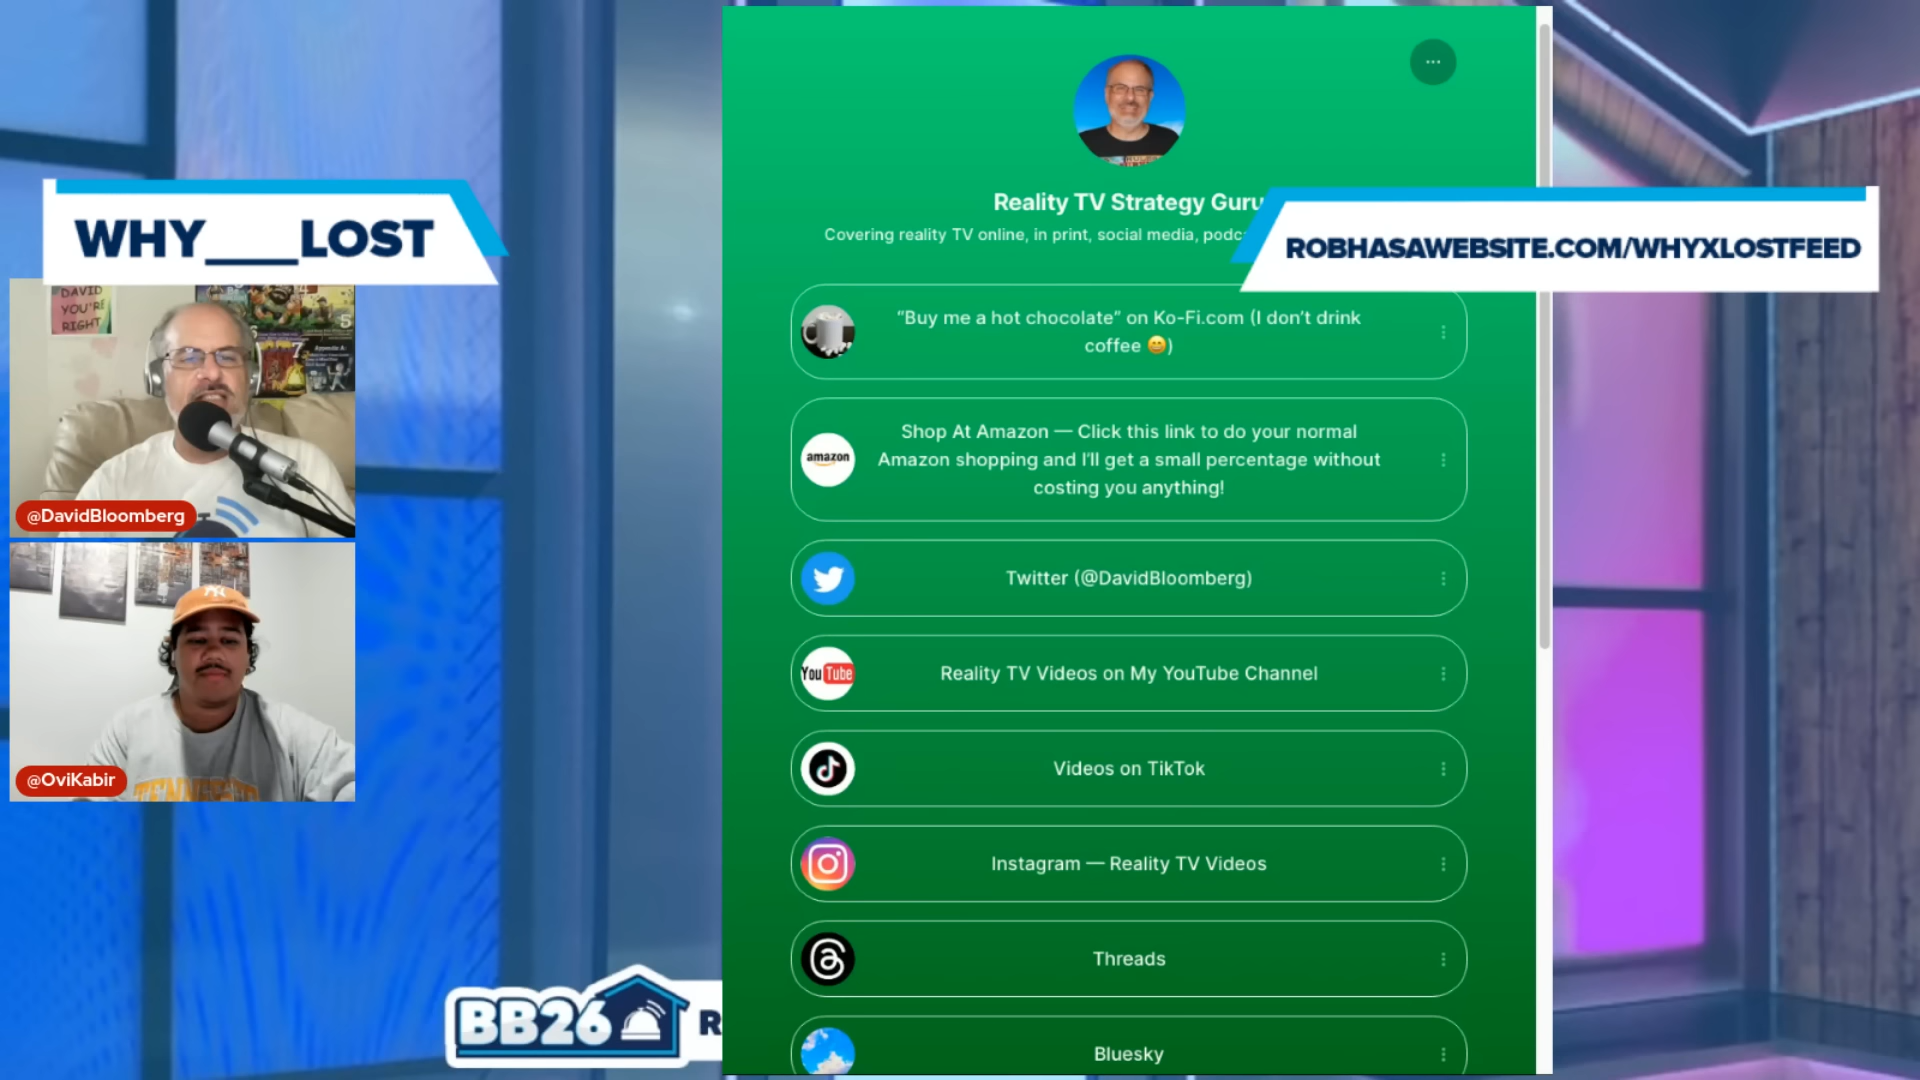 WHY___LOST
DAVID
YOU'RE
RIGHT
5
7
@DavidBloomberg
@OviKabir
BB26
R
...
Reality TV Strategy Guru
Covering reality TV online, in print, social media,
"Buy me a hot chocolate" on Ko-Fi.com (I don't drink
coffee 😀)
amazon
Shop At Amazon — Click this link to do your normal
Amazon shopping and I'll get a small percentage without
costing you anything!
Twitter (@DavidBloomberg)
YouTube
Reality TV Videos on My YouTube Channel
Videos on TikTok
Instagram — Reality TV Videos
Threads
Bluesky
ROBHASAWEBSITE.COM/WHYXLOSTFEED